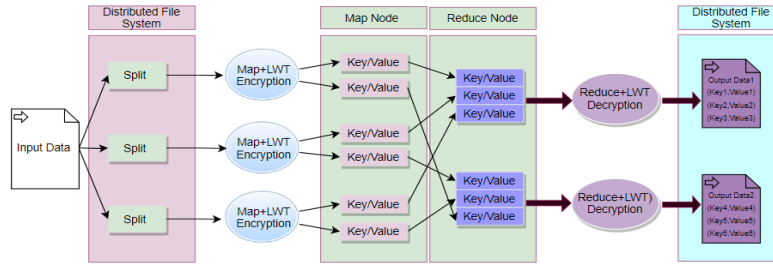 Distributed File
System
Map Node
Reduce Node
Distributed File
System
Input Data
Split
Split
Split
Map+LWT
Encryption
Map+LWT
Encryption
Map+LWT
Encryption
Key/Value
Key/Value
Key/Value
Key/Value
Key/Value
Key/Value
Key/Value
Key/Value
Key/Value
Key/Value
Key/Value
Key/Value
Reduce+LWT
Decryption
Reduce+LWT)
Decryption
Output Data1
(Key1,Value1)
(Key2,Value2)
(Key3,Value3)
Output Data2
(Key4,Value4)
(Key5,Value5)
(Key6,Value6)